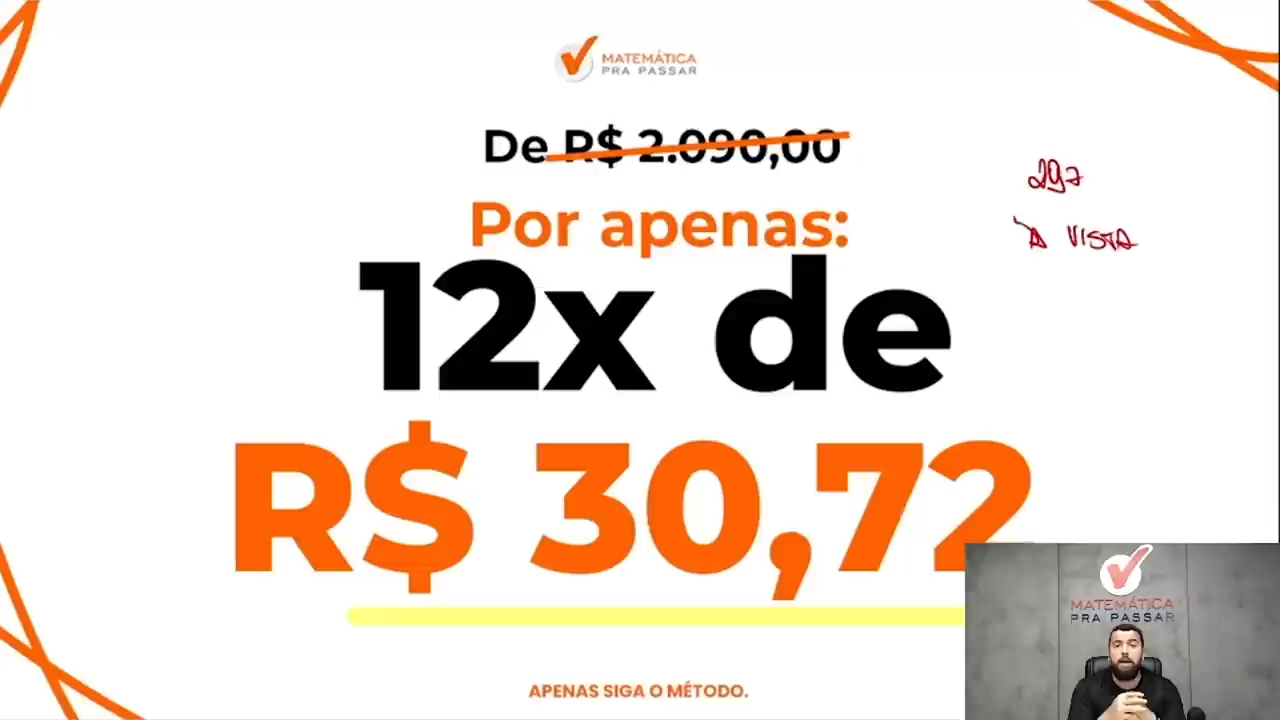 MATEMÁTICA
PRA PASSAR
De R$ 2.090,00
297
À VISTA
Por apenas:
12x de
R$ 30,72
MATEMÁTICA
PRA PASSAR
APENAS SIGA O MÉTODO.